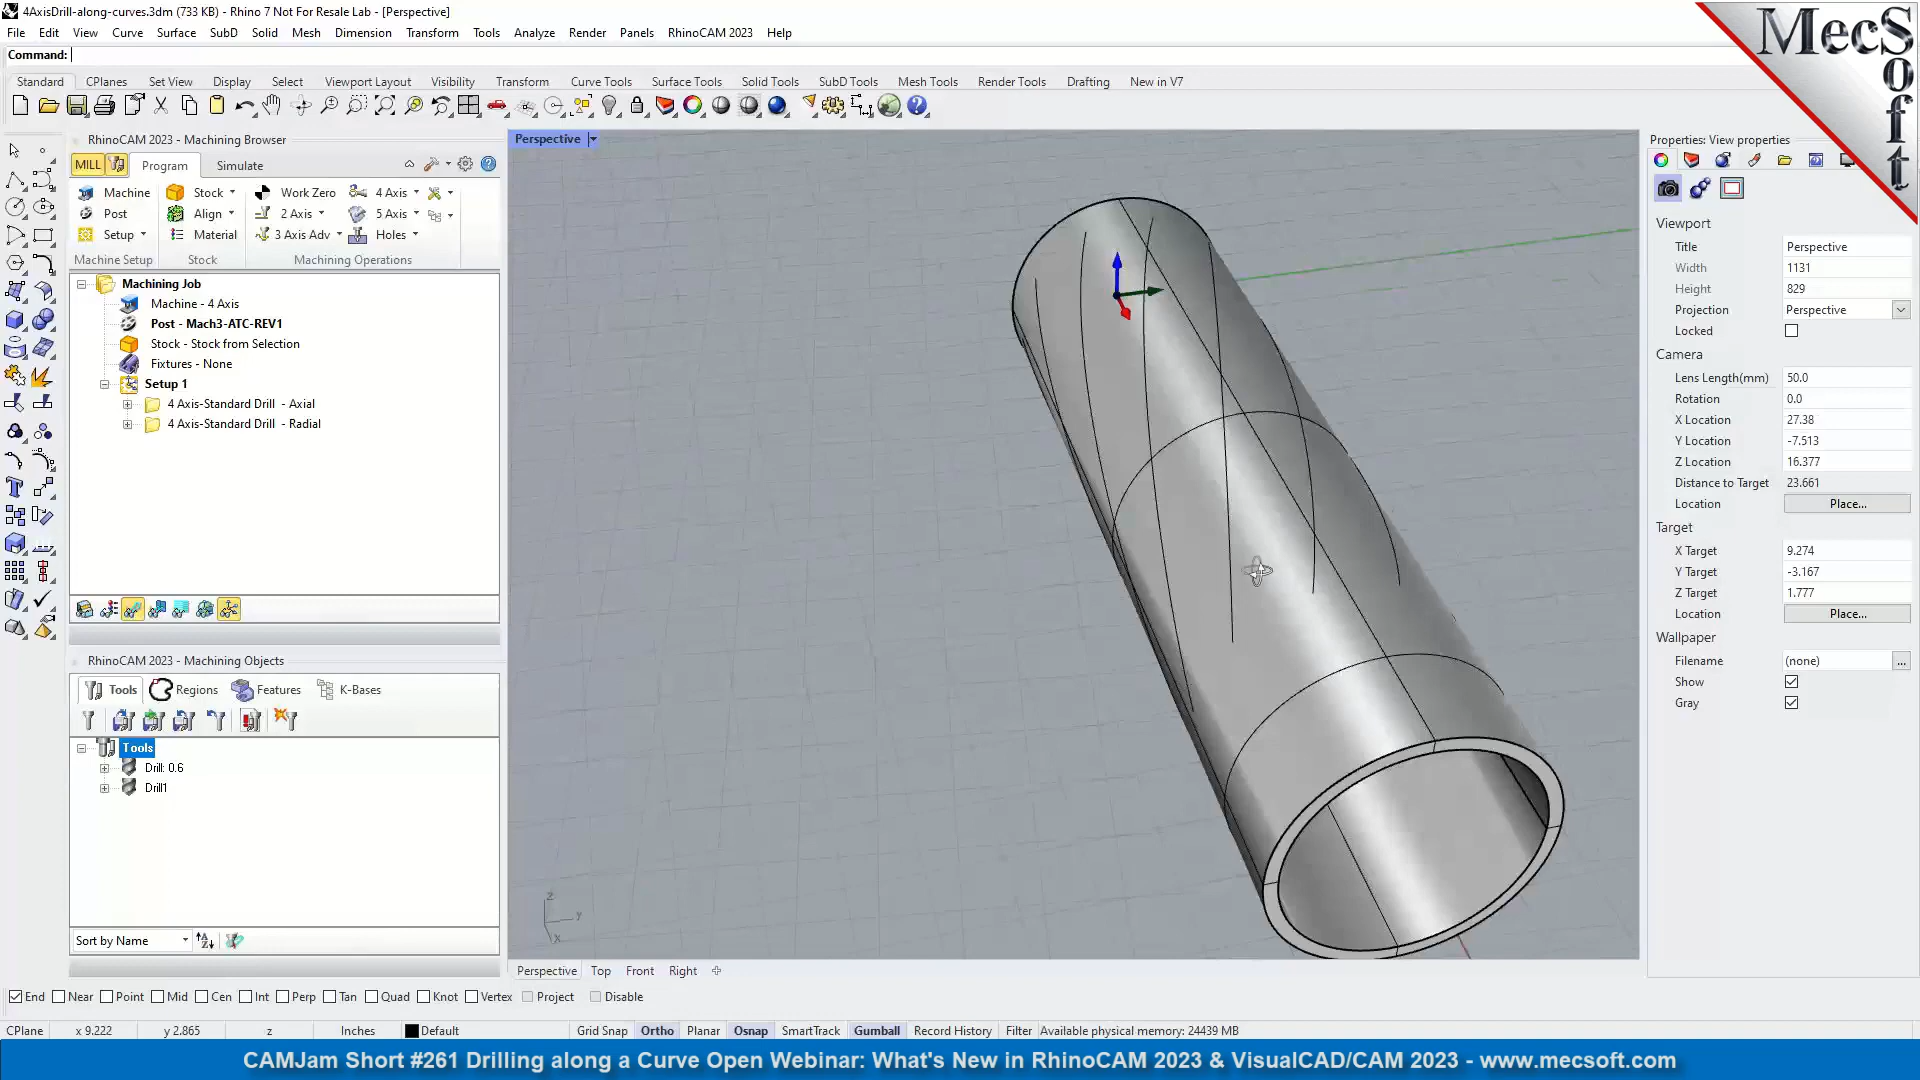 4AxisDrill-along-curves.3dm (733 KB) - Rhino 7 Not For Resale Lab - [Perspective]
File Edit View Curve Surface SubD Solid Mesh Dimension Transform Tools Analyze Render Panels RhinoCAM 2023 Help
Command:
Standard CPlanes Set View Display Select Viewport Layout Visibility Transform Curve Tools Surface Tools Solid Tools SubD Tools Mesh Tools Render Tools Drafting New in V7
MecSoft
RhinoCAM 2023 - Machining Browser
MILL Program Simulate
Machine Stock Work Zero 4 Axis
Post Align 2 Axis 5 Axis
Setup Material 3 Axis Adv Holes
Machine Setup Stock Machining Operations
Machining Job
Machine - 4 Axis
Post - Mach3-ATC-REV1
Stock - Stock from Selection
Fixtures - None
Setup 1
4 Axis-Standard Drill - Axial
4 Axis-Standard Drill - Radial
RhinoCAM 2023 - Machining Objects
Tools Regions Features K-Bases
Tools
Drill: 0.6
Drill1
Sort by Name
Perspective
z
y
x
Perspective Top Front Right
Properties: View properties
Viewport
Title Perspective
Width 1131
Height 829
Projection Perspective
Locked
Camera
Lens Length(mm) 50.0
Rotation 0.0
X Location 27.38
Y Location -7.513
Z Location 16.377
Distance to Target 23.661
Location Place...
Target
X Target 9.274
Y Target -3.167
Z Target 1.777
Location Place...
Wallpaper
Filename (none) ...
Show
Gray
End Near Point Mid Cen Int Perp Tan Quad Knot Vertex Project Disable
CPlane x 9.222 y 2.865 z Inches Default Grid Snap Ortho Planar Osnap SmartTrack Gumball Record History Filter Available physical memory: 24439 MB
CAMJam Short #261 Drilling along a Curve Open Webinar: What's New in RhinoCAM 2023 & VisualCAD/CAM 2023 - www.mecsoft.com